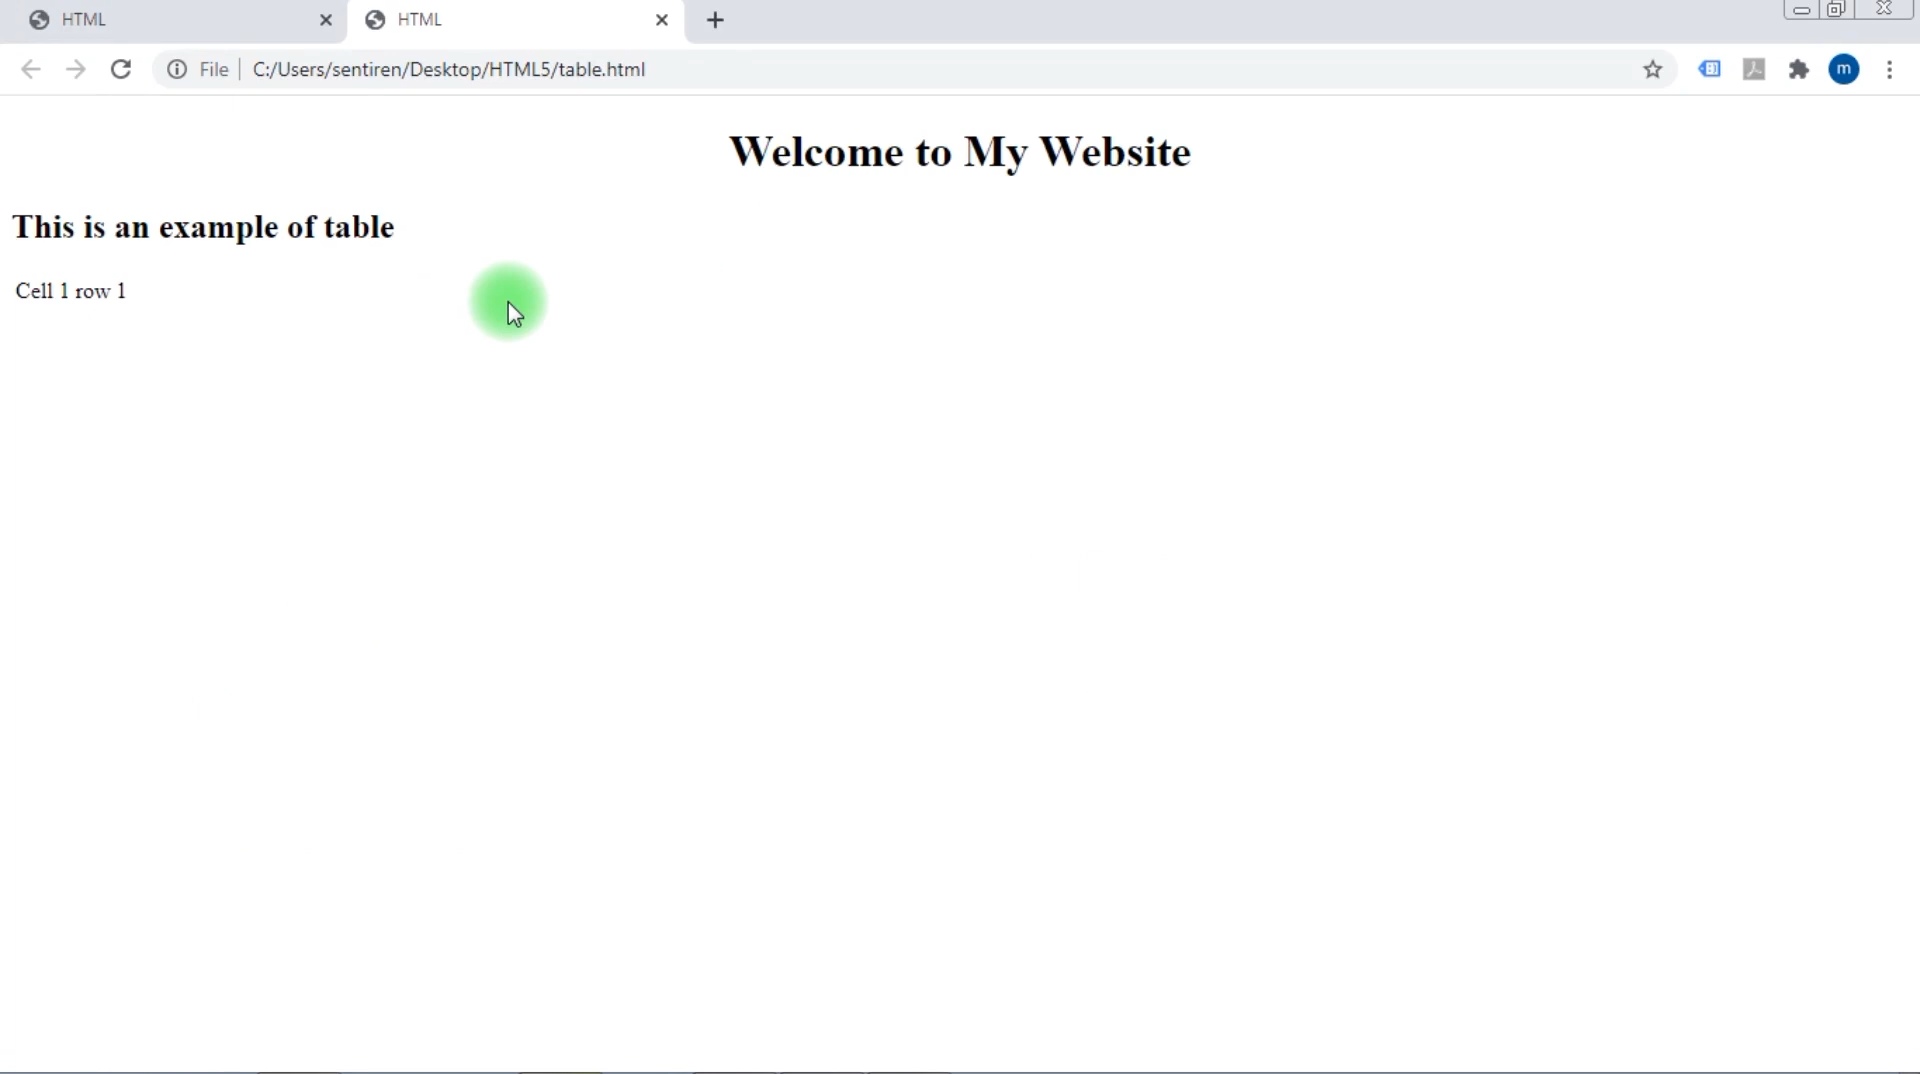 HTML
HTML
File
C:/Users/sentiren/Desktop/HTML5/table.html
m
Welcome to My Website
This is an example of table
Cell 1 row 1